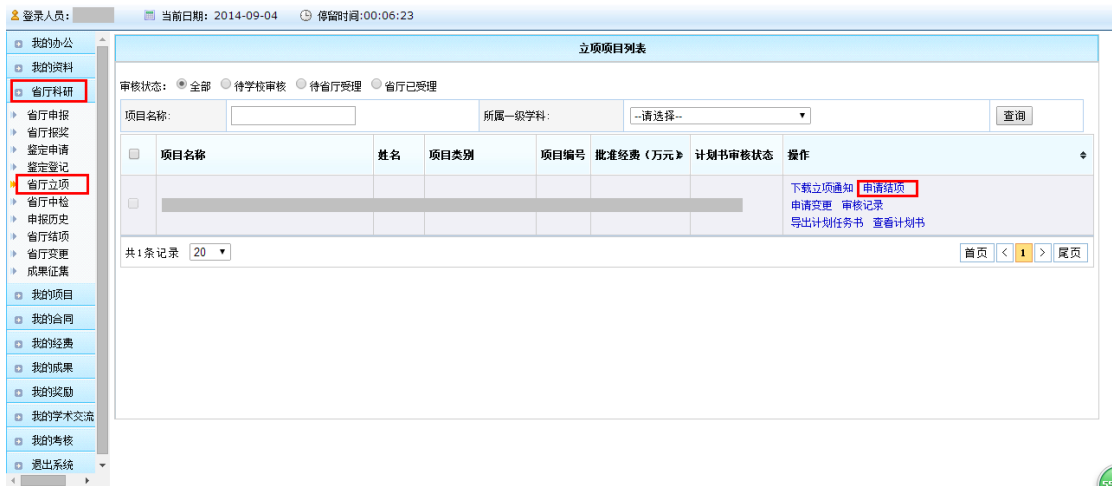 登录人员: 当前日期: 2014-09-04 停留时间:00:06:23
我的办公
我的资料
省厅科研
省厅申报
省厅报奖
鉴定申请
鉴定登记
省厅立项
省厅中检
申报历史
省厅结项
省厅变更
成果征集
我的项目
我的合同
我的经费
我的成果
我的奖励
我的学术交流
我的考核
退出系统
立项项目列表
审核状态: 全部 待学校审核 待省厅受理 省厅已受理
项目名称: 所属一级学科: --请选择-- 查询
项目名称 姓名 项目类别 项目编号 批准经费（万元） 计划书审核状态 操作
下载立项通知 申请结项
申请变更 审核记录
导出计划任务书 查看计划书
共1条记录 20 首页 < 1 > 尾页